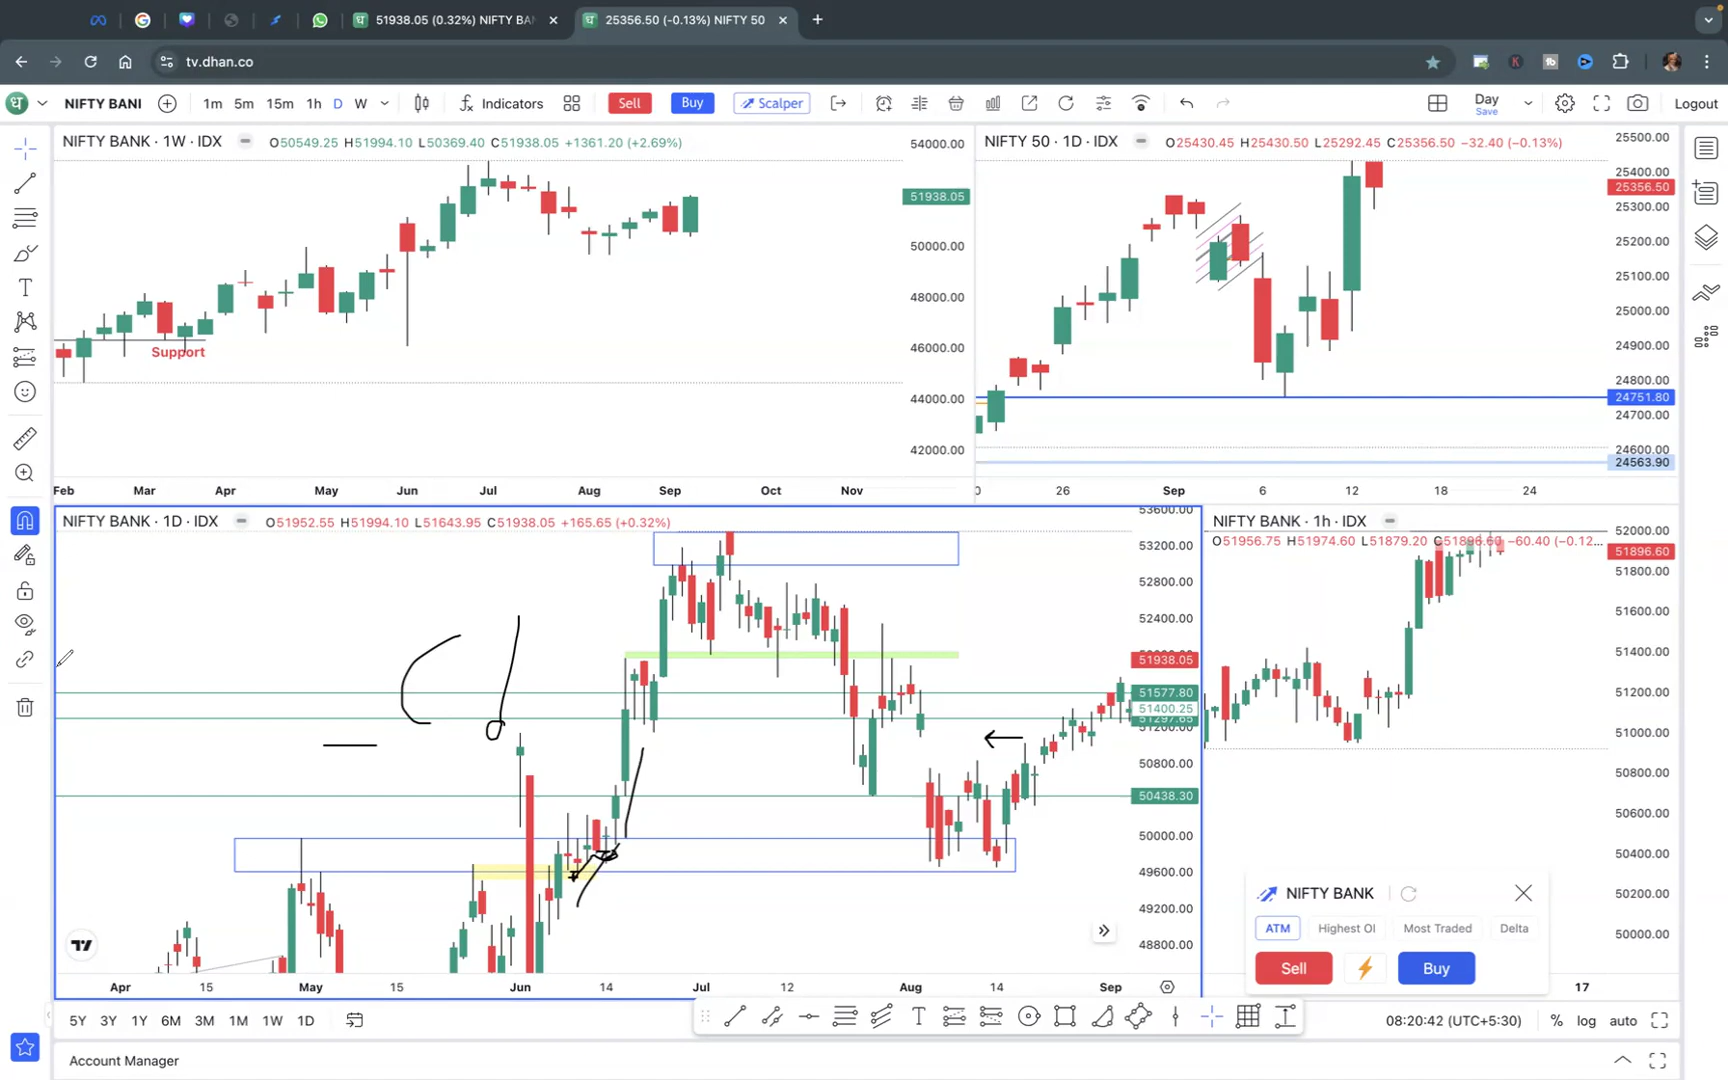 51938.05 (0.32%) NIFTY BAN
25356.50 (-0.13%) NIFTY 50
tv.dhan.co
NIFTY BANI
1m 5m 15m 1h D W
Indicators
Sell
Buy
Scalper
Day
Save
Logout
NIFTY BANK · 1W · IDX
O50549.25 H51994.10 L50369.40 C51938.05 +1361.20 (+2.69%)
54000.00
51938.05
50000.00
48000.00
46000.00
44000.00
42000.00
Support
Feb Mar Apr May Jun Jul Aug Sep Oct Nov
NIFTY 50 · 1D · IDX
O25430.45 H25430.50 L25292.45 C25356.50 −32.40 (−0.13%)
25500.00
25400.00
25356.50
25300.00
25200.00
25100.00
25000.00
24900.00
24800.00
24751.80
24700.00
24600.00
24563.90
26 Sep 6 12 18 24
NIFTY BANK · 1D · IDX
O51952.55 H51994.10 L51643.95 C51938.05 +165.65 (+0.32%)
53600.00
53200.00
52800.00
52400.00
51938.05
51577.80
51400.25
51297.65
51200.00
50800.00
50438.30
50000.00
49600.00
49200.00
48800.00
Apr 15 May 15 Jun 14 Jul 12 Aug 14 Sep
NIFTY BANK · 1h · IDX
O51956.75 H51974.60 L51879.20 C51896.60 −60.40 (−0.12...
52000.00
51896.60
51800.00
51600.00
51400.00
51200.00
51000.00
50800.00
50600.00
50400.00
50200.00
50000.00
NIFTY BANK
ATM Highest OI Most Traded Delta
Sell
Buy
17
5Y 3Y 1Y 6M 3M 1M 1W 1D
08:20:42 (UTC+5:30) % log auto
Account Manager